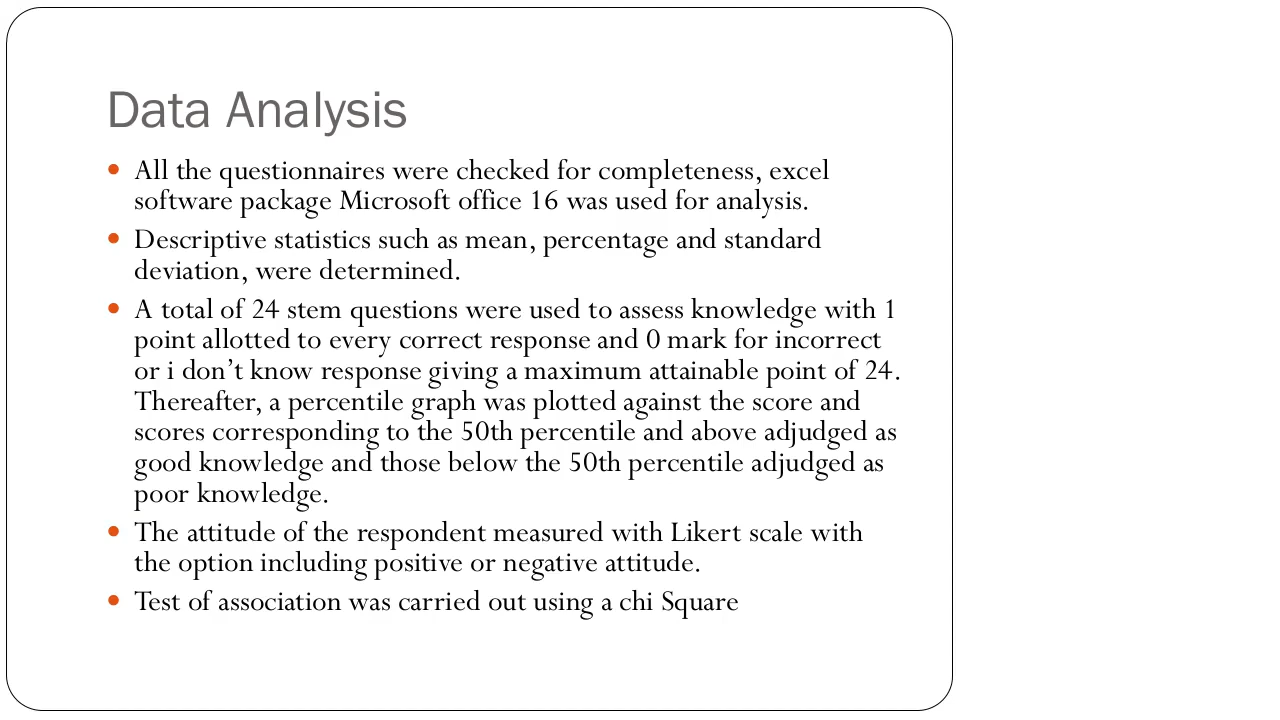 Data Analysis
• All the questionnaires were checked for completeness, excel
software package Microsoft office 16 was used for analysis.
• Descriptive statistics such as mean, percentage and standard
deviation, were determined.
• A total of 24 stem questions were used to assess knowledge with 1
point allotted to every correct response and 0 mark for incorrect
or i don’t know response giving a maximum attainable point of 24.
Thereafter, a percentile graph was plotted against the score and
scores corresponding to the 50th percentile and above adjudged as
good knowledge and those below the 50th percentile adjudged as
poor knowledge.
• The attitude of the respondent measured with Likert scale with
the option including positive or negative attitude.
• Test of association was carried out using a chi Square